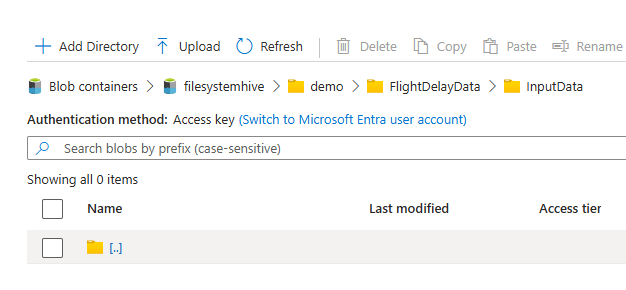 Add Directory Upload Refresh Delete Copy Paste Rename
Blob containers > filesystemhive > demo > FlightDelayData > InputData
Authentication method: Access key (Switch to Microsoft Entra user account)
Search blobs by prefix (case-sensitive)
Showing all 0 items
Name Last modified Access tier
[..]